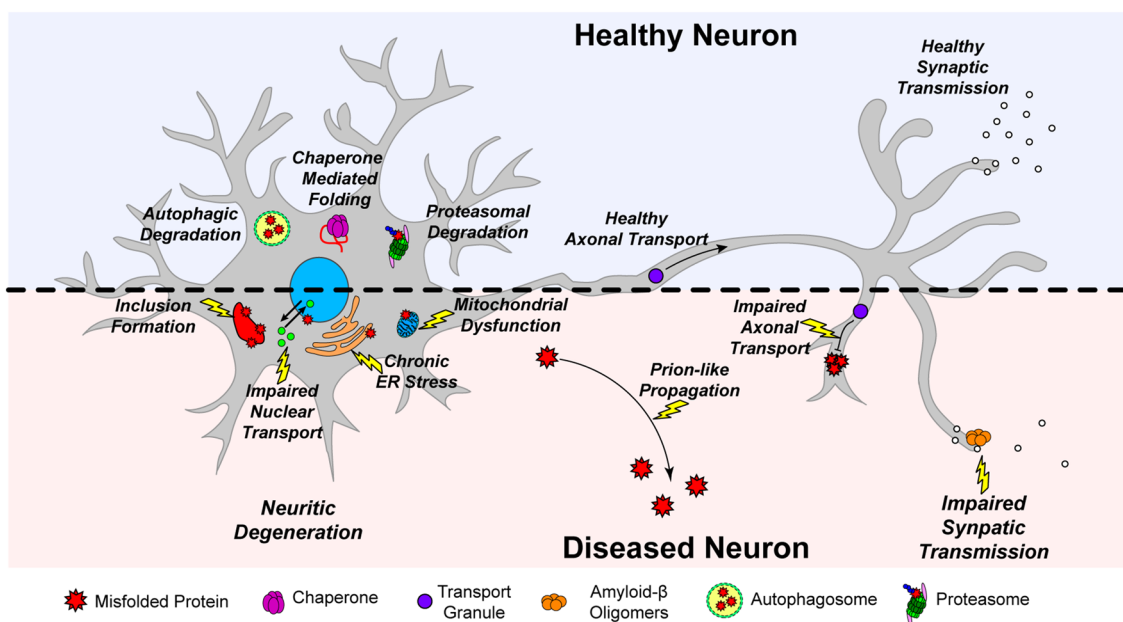 Healthy Neuron
Healthy
Synaptic
Transmission
Chaperone
Mediated
Folding
Autophagic
Degradation
Proteasomal
Degradation
Healthy
Axonal Transport
Inclusion
Formation
Mitochondrial
Dysfunction
Chronic
ER Stress
Impaired
Nuclear
Transport
Impaired
Axonal
Transport
Prion-like
Propagation
Neuritic
Degeneration
Impaired
Synpatic
Transmission
Diseased Neuron
Misfolded Protein
Chaperone
Transport
Granule
Amyloid-β
Oligomers
Autophagosome
Proteasome